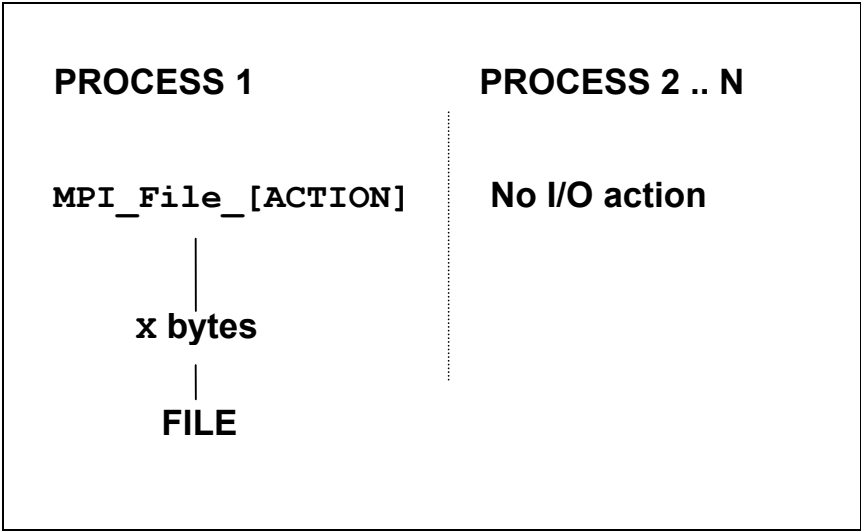 PROCESS 1
PROCESS 2 .. N
MPI_File_[ACTION]
No I/O action
x bytes
FILE